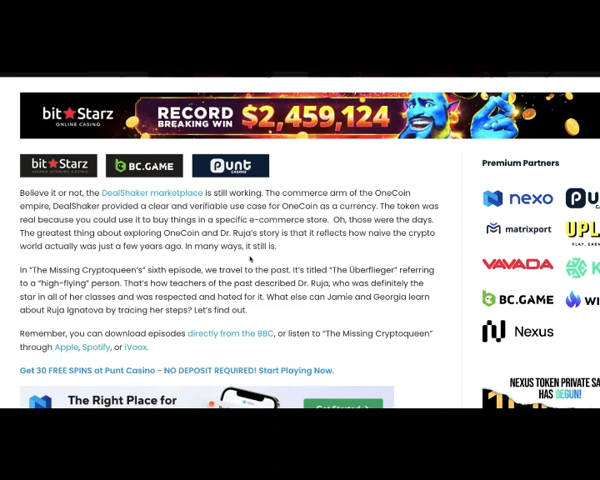 bit★Starz
ONLINE CASINO
RECORD
BREAKING WIN
$2,459,124
bit★Starz
BC.GAME
Punt
CASINO
Believe it or not, the DealShaker marketplace is still working. The commerce arm of the OneCoin
empire, DealShaker provided a clear and verifiable use case for OneCoin as a currency. The token was
real because you could use it to buy things in a specific e-commerce store.  Oh, those were the days.
The greatest thing about exploring OneCoin and Dr. Ruja's story is that it reflects how naive the crypto
world actually was just a few years ago. In many ways, it still is.
In "The Missing Cryptoqueen's" sixth episode, we travel to the past. It's titled "The Überflieger" referring
to a "high-flying" person. That's how teachers of the past described Dr. Ruja, who was definitely the
star in all of her classes and was respected and hated for it. What else can Jamie and Georgia learn
about Ruja Ignatova by tracing her steps? Let's find out.
Remember, you can download episodes directly from the BBC, or listen to "The Missing Cryptoqueen"
through Apple, Spotify, or iVoox.
Get 30 FREE SPINS at Punt Casino – NO DEPOSIT REQUIRED! Start Playing Now.
The Right Place for
Premium Partners
nexo
matrixport
UPL
PLAY. EAR
VAVADA
K
BC.GAME
WI
Nexus
NEXUS TOKEN PRIVATE SA
HAS BEGUN!